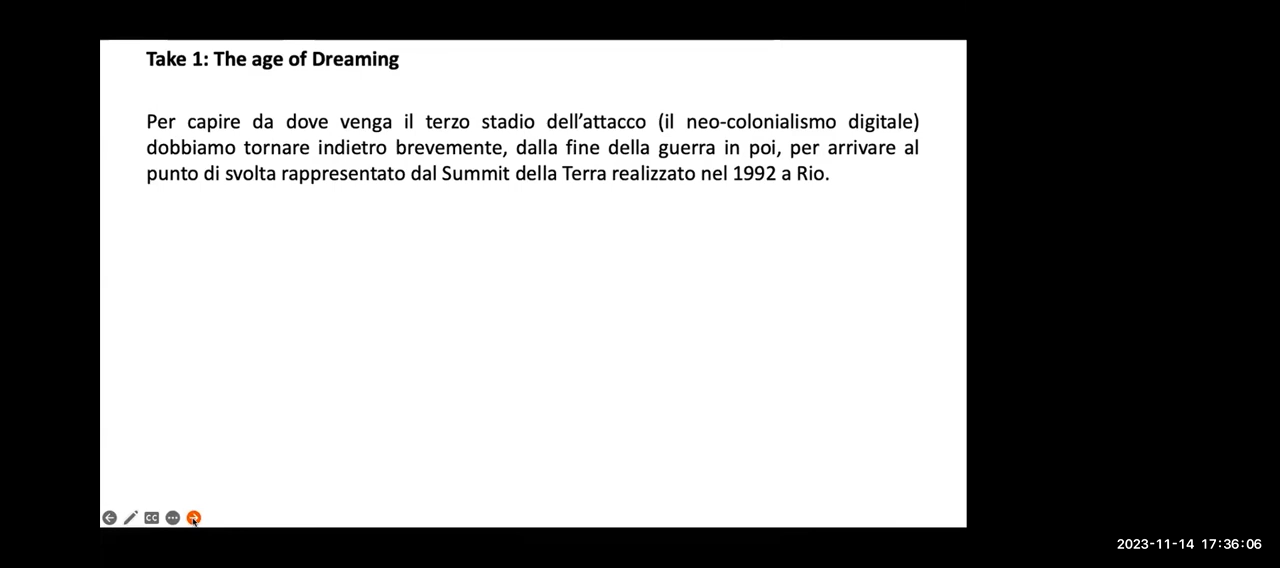 Take 1: The age of Dreaming
Per capire da dove venga il terzo stadio dell’attacco (il neo-colonialismo digitale)
dobbiamo tornare indietro brevemente, dalla fine della guerra in poi, per arrivare al
punto di svolta rappresentato dal Summit della Terra realizzato nel 1992 a Rio.
CC
2023-11-14 17:36:06